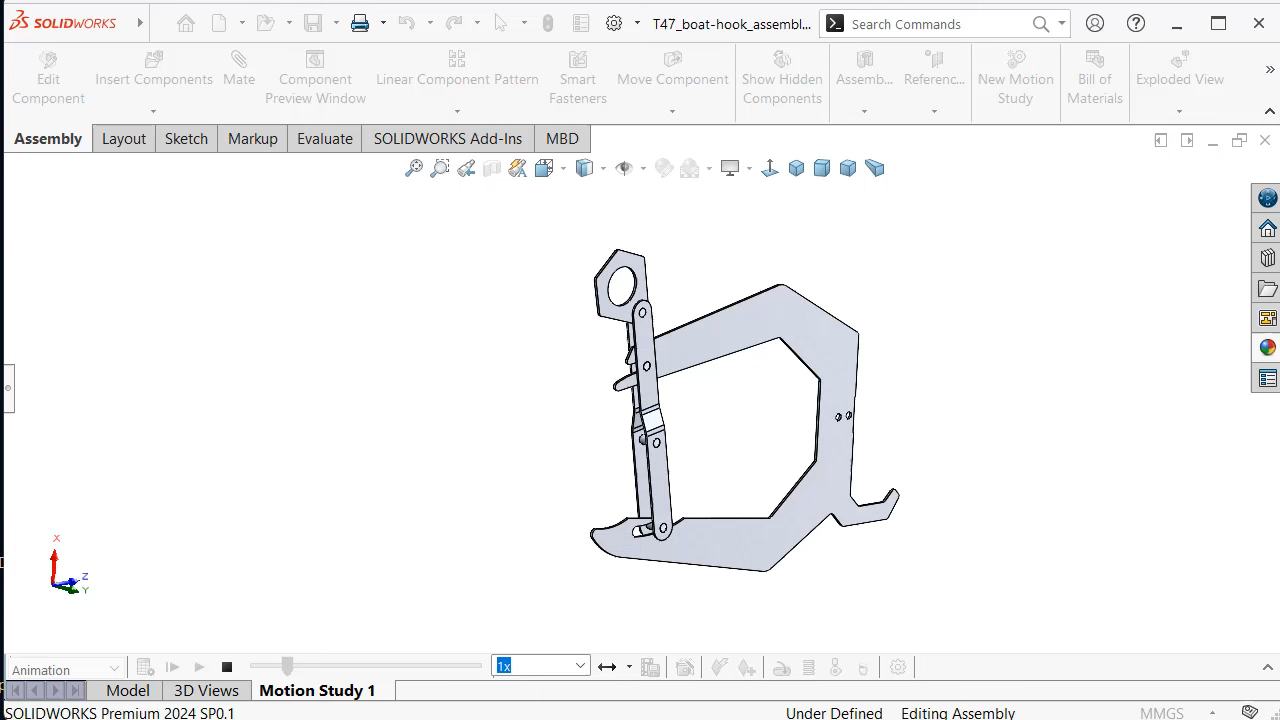 SOLIDWORKS
T47_boat-hook_assembl...
Search Commands
Edit Component
Insert Components
Mate
Component Preview Window
Linear Component Pattern
Smart Fasteners
Move Component
Show Hidden Components
Assemb...
Referenc...
New Motion Study
Bill of Materials
Exploded View
Assembly
Layout
Sketch
Markup
Evaluate
SOLIDWORKS Add-Ins
MBD
X
Z
Y
Animation
1x
Model
3D Views
Motion Study 1
SOLIDWORKS Premium 2024 SP0.1
Under Defined
Editing Assembly
MMGS